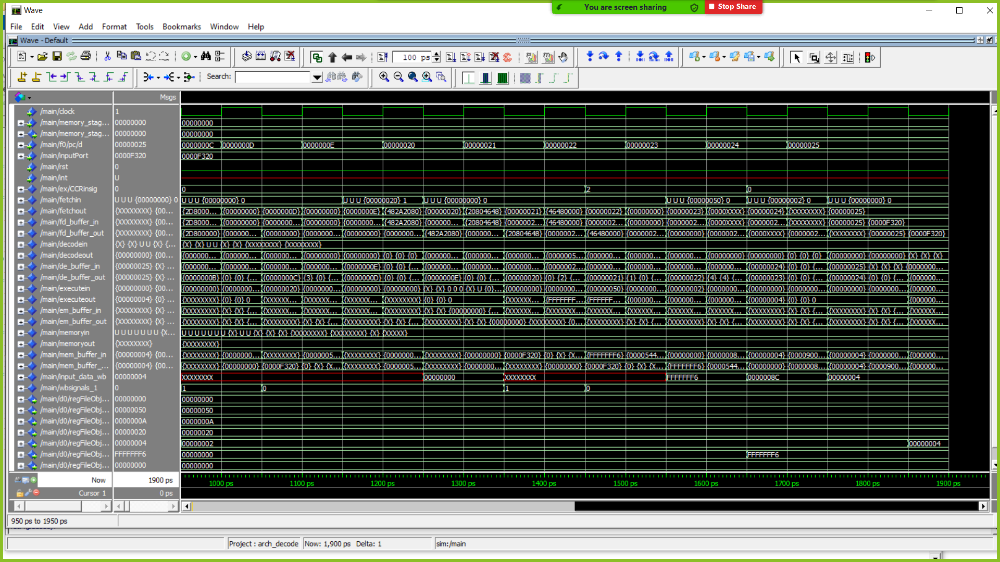 Wave
You are screen sharing
Stop Share
File Edit View Add Format Tools Bookmarks Window Help
Wave - Default
100 ps
Search:
Msgs
/main/clock 1
/main/memory_stag... 00000000 00000000
/main/memory_stag... 00000000 00000000
/main/f0/pc/d 00000025 0000000C 0000000D 0000000E 00000020 00000021 00000022 00000023 00000024 00000025
/main/inputPort 0000F320 0000F320
/main/rst 0
/main/int U
/main/ex/CCRinsig 0 0 2 0
/main/fetchin U U U {00000000} 0 U U U {00000000} 0 U U U {00000020} 1 U U U {00000000} 0 U U U {00000050} 0 U U U {00000002} 0 U U U {00000000} 0
/main/fetchout {XXXXXXXX} {00... {2D8000... {00000000} {0000000D} {00000000} {0000000E} {482A2080} {00000020} {20804648} {00000021} {46480000} {00000022} {00000000} {00000023} {0000XXXX} {00000024} {XXXXXXXX} {00000025}
/main/fd_buffer_in {XXXXXXXX} {00... {2D8000... {00000000} {000000... {00000000} {000000... {482A2080} {000000... {20804648} {0000002... {46480000} {0000002... {00000000} {0000002... {0000XXXX} {0000002... {XXXXXXXX} {00000025} {0000F320}
/main/fd_buffer_out {XXXXXXXX} {00... {2D800000} {000000... {00000000} {000000... {00000000} {000000... {482A2080} {000000... {20804648} {0000002... {46480000} {0000002... {00000000} {0000002... {0000XXXX} {0000002... {XXXXXXXX} {00000025} {0000F320}
/main/decodein {X} {X} U U {X} {... {X} {X} U U {X} {X} {XXXXXXXX} {XXXXXXXX}
/main/decodeout {00000000} {00... {000000... {000000... {000000... {00000000} {00000000} {0} {0} {0} {000000... {000000... {000000... {0000005... {000000... {000000... {000000... {00000000} {00000000} {0} {0} {0} {00000000} {00000000} {X} {X} {X}
/main/de_buffer_in {00000025} {X} ... {000000... {000000... {000000... {000000... {0000000E} {0} {0} {... {000000... {000000... {000000... {0000002... {000000... {000000... {000000... {000000... {00000024} {0} {0} {... {00000025} {X} {X} {X} {0000000...
/main/de_buffer_out {00000025} {X} ... {0000000B} {0} {0} {... {0000000C} {3} {0} {... {0000000D} {0} {0} {... {0000000E} {0} {0} {... {00000020} {0} {2} {... {00000021} {1} {0} {... {00000022} {4} {4} {... {00000023} {0} {0} {... {00000024} {0} {0} {... {000000...
/main/executein {00000000} {00... {00000000} {0000000... {00000020} {0000000... {00000000} {00000000} {X} {X} 0 0 0 {X} U {0}... {00000000} {0000000... {00000050} {0000000... {00000002} {000000... {00000000} {0000000... {00000000} {000000... {000000...
/main/executeout {00000004} {0} ... {XXXXXXXX} {0} {0} 0 {XXXXXX... {XXXXXX... {XXXXXX... {XXXXXXXX} {0} {0} 0 {XXXXXX... {FFFFFFF... {FFFFFF... {000000... {000000... {000000... {00000004} {0} {0} 0 {000000...
/main/em_buffer_in {XXXXXXXX} {X} ... {XXXXXXXX} {X} {X} {... {XXXXXX... {XXXXXX... {XXXXXX... {XXXXXXXX} {X} {X} {00000000} {... {XXXXXX... {XXXXXX... {XXXXXX... {XXXXXX... {XXXXXX... {XXXXXX... {XXXXXXXX} {X} {X} {... {XXXXXXXX} {X} {X} {... {XXXXXX...
/main/em_buffer_out {XXXXXXXX} {X} ... {XXXXXXXX} {X} {X} {... {XXXXXXXX} {X} {X} {... {XXXXXXXX} {X} {X} {... {XXXXXXXX} {X} {X} {00000000} {XXXXXXXX} {0... {XXXXXXXX} {X} {X} {... {XXXXXXXX} {X} {X} {... {XXXXXXXX} {X} {X} {... {XXXXXXXX} {X} {X} {... {XXXXXX...
/main/memoryin U U U U U U U {X... U U U U U U U {X} U U {X} {X} {X} {XXXXXXXX} {XXXXXXXX} {X} {XXXXX}
/main/memoryout {XXXXXXXX} {XXXXXXXX}
/main/mem_buffer_in {00000004} {00... {XXXXXXXX} {0000000... {XXXXXXXX} {0000005... {XXXXXXXX} {000000... {XXXXXXXX} {00000000} {0000F320} {0} {X} {X... {FFFFFFF6} {0000544... {00000000} {0000008... {00000004} {0000900... {00000004} {000000... {000000...
/main/mem_buffer_... {00000004} {00... {XXXXXXXX} {00000000} {0000F320} {0} {X} {X... {XXXXXXXX} {0000005... {XXXXXXXX} {000000... {XXXXXXXX} {00000000} {0000F320} {0} {X} {X... {FFFFFFF6} {0000544... {00000000} {0000008... {00000004} {0000900... {000000...
/main/input_data_wb 00000004 XXXXXXXX 00000000 XXXXXXXX FFFFFFF6 0000008C 00000004
/main/wbsignals_1 0 1 0 1 0
/main/d0/regFileObj... 00000000 00000000
/main/d0/regFileObj... 00000050 00000050
/main/d0/regFileObj... 0000000A 0000000A
/main/d0/regFileObj... 00000020 00000020
/main/d0/regFileObj... 00000004 00000002 00000004
/main/d0/regFileObj... FFFFFFF6 00000000 FFFFFFF6
/main/d0/regFileObj... 00000000 00000000
Now 1900 ps
1000 ps 1100 ps 1200 ps 1300 ps 1400 ps 1500 ps 1600 ps 1700 ps 1800 ps 1900 ps
Cursor 1 0 ps
950 ps to 1950 ps
Project : arch_decode Now: 1,900 ps Delta: 1 sim:/main